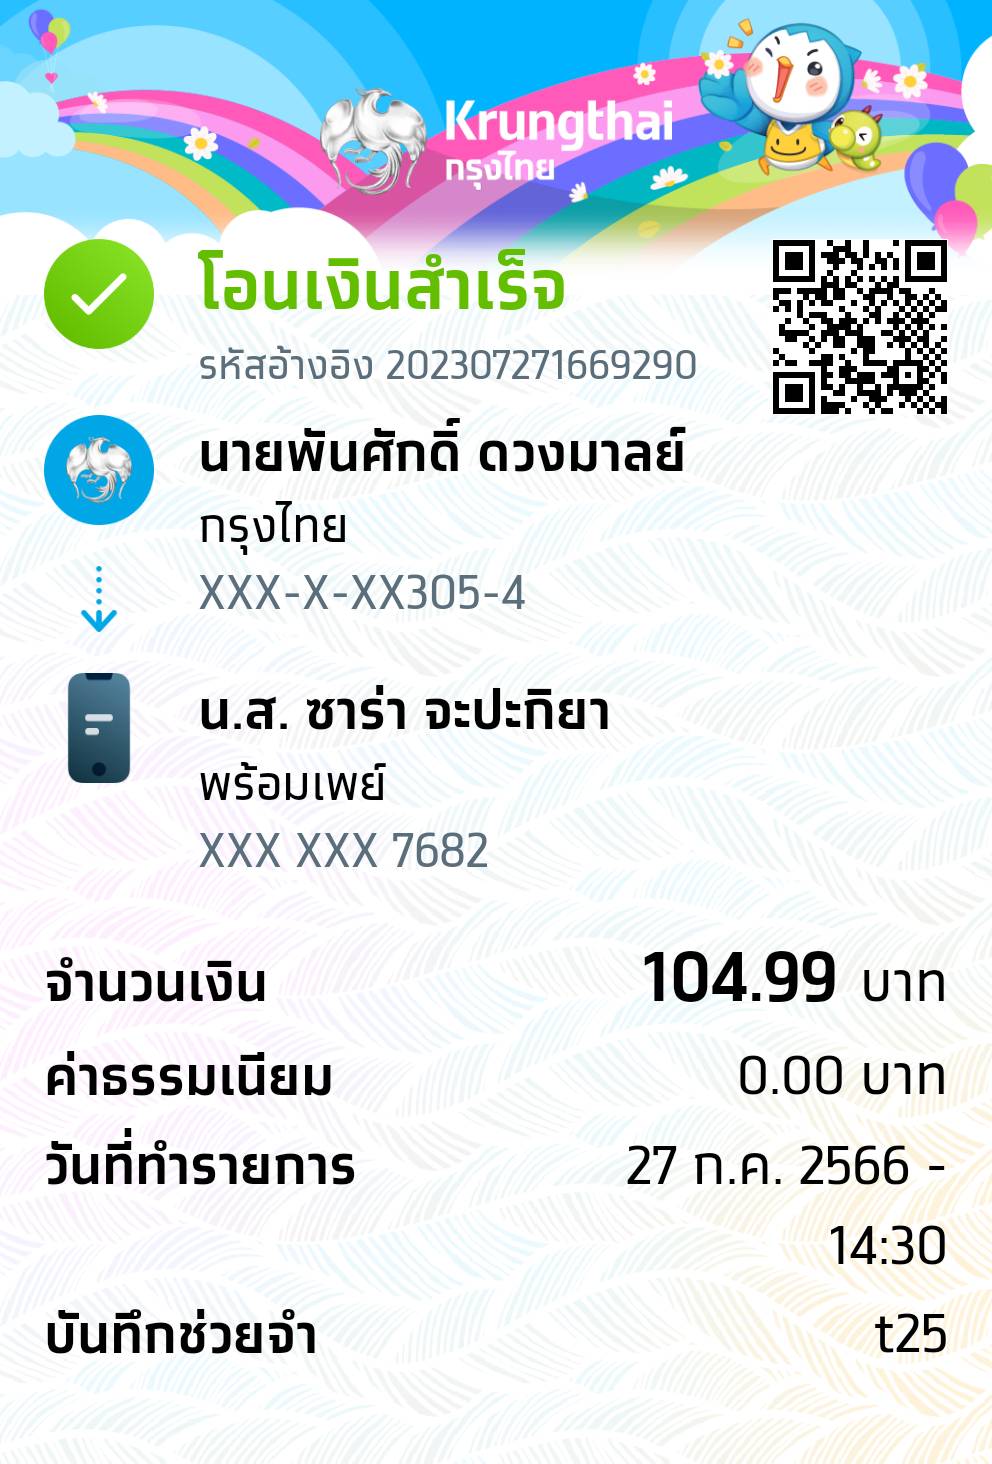 Krungthai
กรุงไทย
โอนเงินสำเร็จ
รหัสอ้างอิง 202307271669290
นายพันศักดิ์ ดวงมาลย์
กรุงไทย
XXX-X-XX305-4
น.ส. ซาร่า จะปะกิยา
พร้อมเพย์
XXX XXX 7682
จำนวนเงิน 104.99 บาท
ค่าธรรมเนียม 0.00 บาท
วันที่ทำรายการ 27 ก.ค. 2566 -
14:30
บันทึกช่วยจำ t25